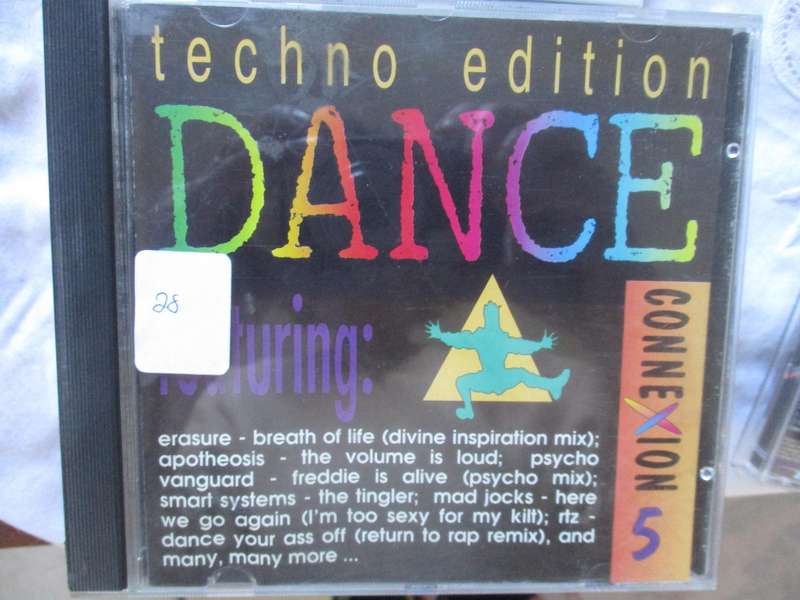 techno edition
DANCE
28
featuring:
CONNEXION 5
erasure - breath of life (divine inspiration mix);
apotheosis - the volume is loud; psycho
vanguard - freddie is alive (psycho mix);
smart systems - the tingler; mad jocks - here
we go again (I'm too sexy for my kilt); rtz -
dance your ass off (return to rap remix), and
many, many more ...